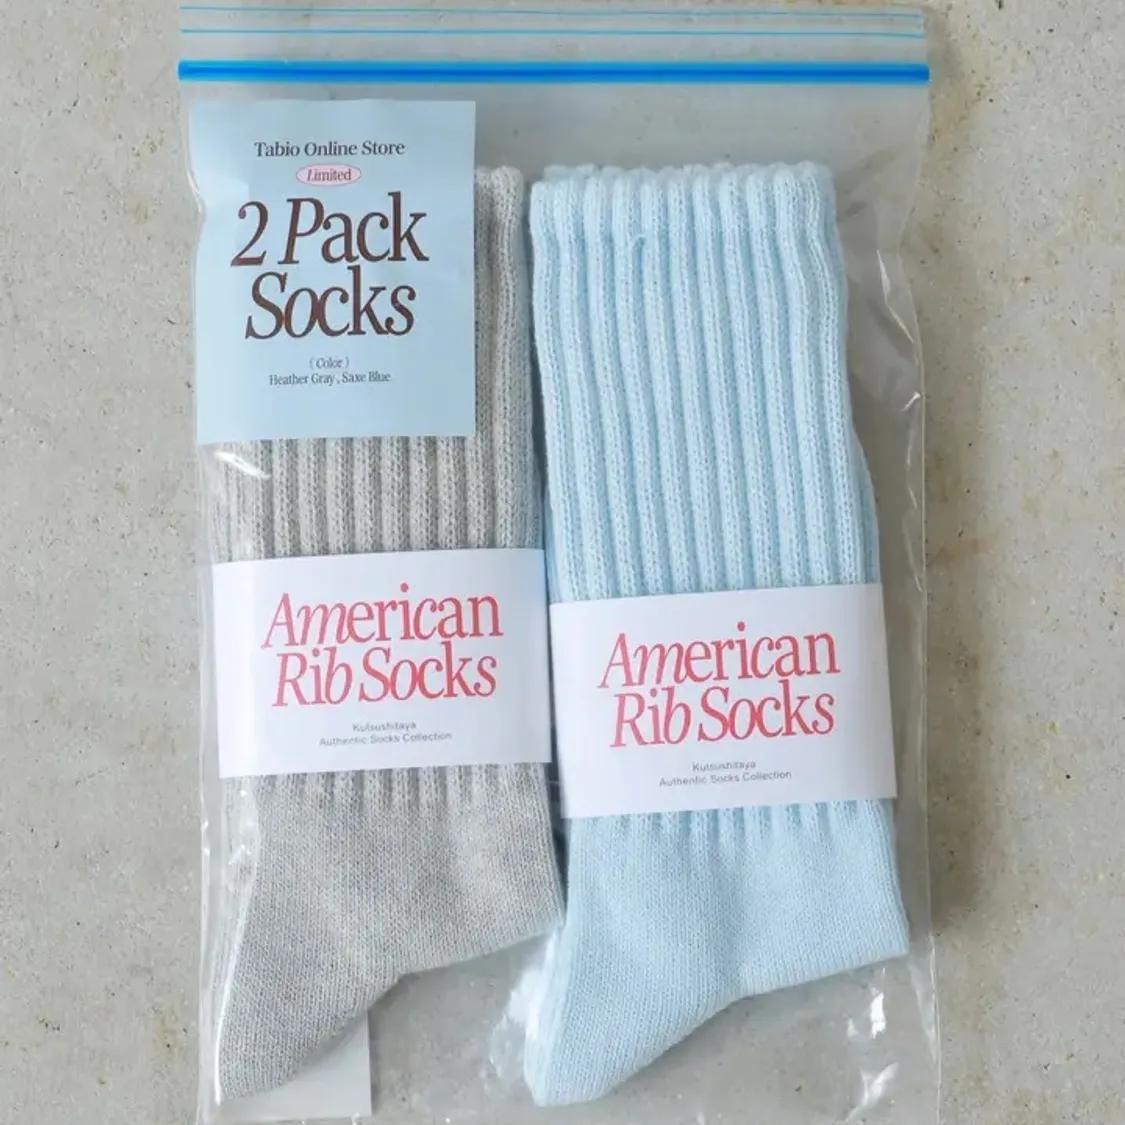 Tabio Online Store
Limited
2 Pack
Socks
( Color )
Heather Gray , Saxe Blue
American
Rib Socks
Kutsushitaya
Authentic Socks Collection
American
Rib Socks
Kutsushitaya
Authentic Socks Collection